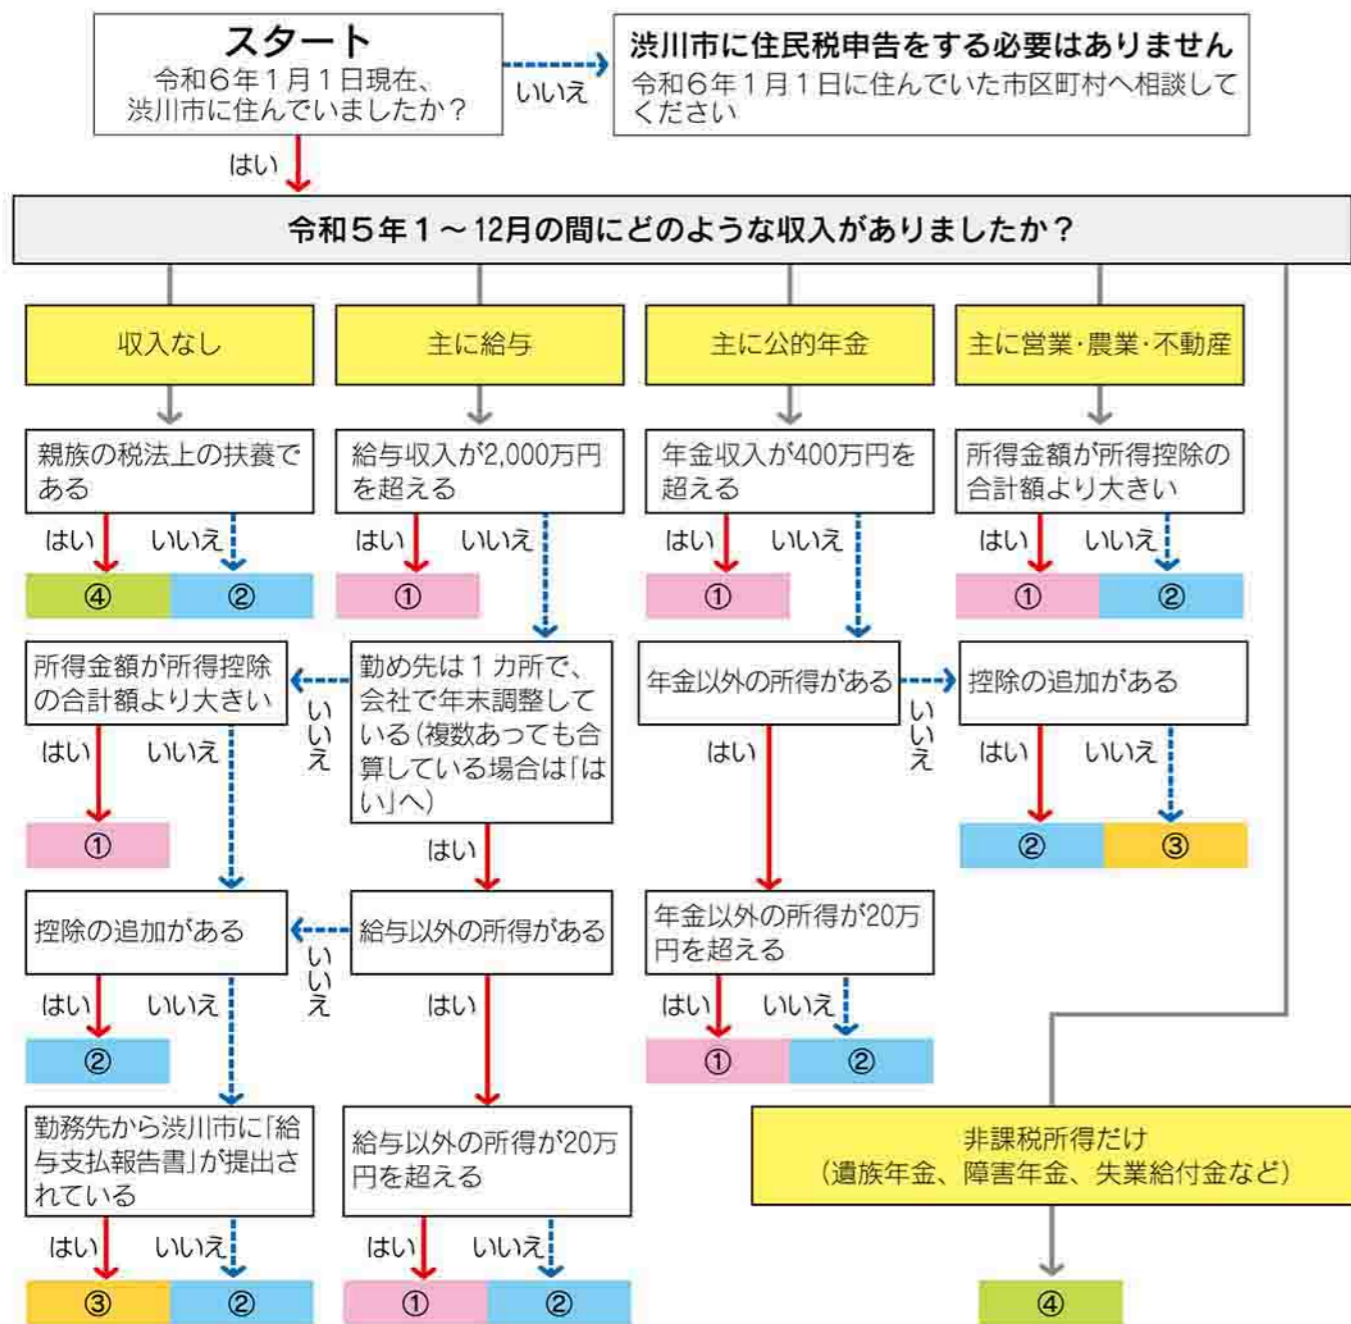 スタート
令和6年1月1日現在、
渋川市に住んでいましたか？
いいえ
渋川市に住民税申告をする必要はありません
令和6年1月1日に住んでいた市区町村へ相談して
ください
はい
令和5年1～12月の間にどのような収入がありましたか？
収入なし
主に給与
主に公的年金
主に営業・農業・不動産
親族の税法上の扶養で
ある
給与収入が2,000万円
を超える
年金収入が400万円を
超える
所得金額が所得控除の
合計額より大きい
はい
いいえ
はい
いいえ
はい
いいえ
はい
いいえ
④
②
①
①
①
②
所得金額が所得控除
の合計額より大きい
いいえ
勤め先は1カ所で、
会社で年末調整して
いる(複数あっても合
算している場合は「は
い」へ)
年金以外の所得がある
いいえ
控除の追加がある
はい
いいえ
はい
はい
はい
いいえ
①
②
③
控除の追加がある
いいえ
給与以外の所得がある
年金以外の所得が20万
円を超える
はい
いいえ
はい
はい
いいえ
②
①
②
勤務先から渋川市に「給
与支払報告書」が提出さ
れている
給与以外の所得が20万
円を超える
非課税所得だけ
(遺族年金、障害年金、失業給付金など)
はい
いいえ
はい
いいえ
③
②
①
②
④